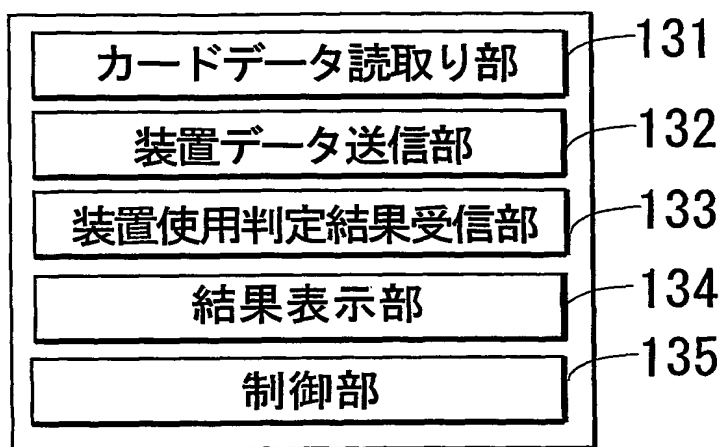 カードデータ読取り部 131
装置データ送信部 132
装置使用判定結果受信部 133
結果表示部 134
制御部 135